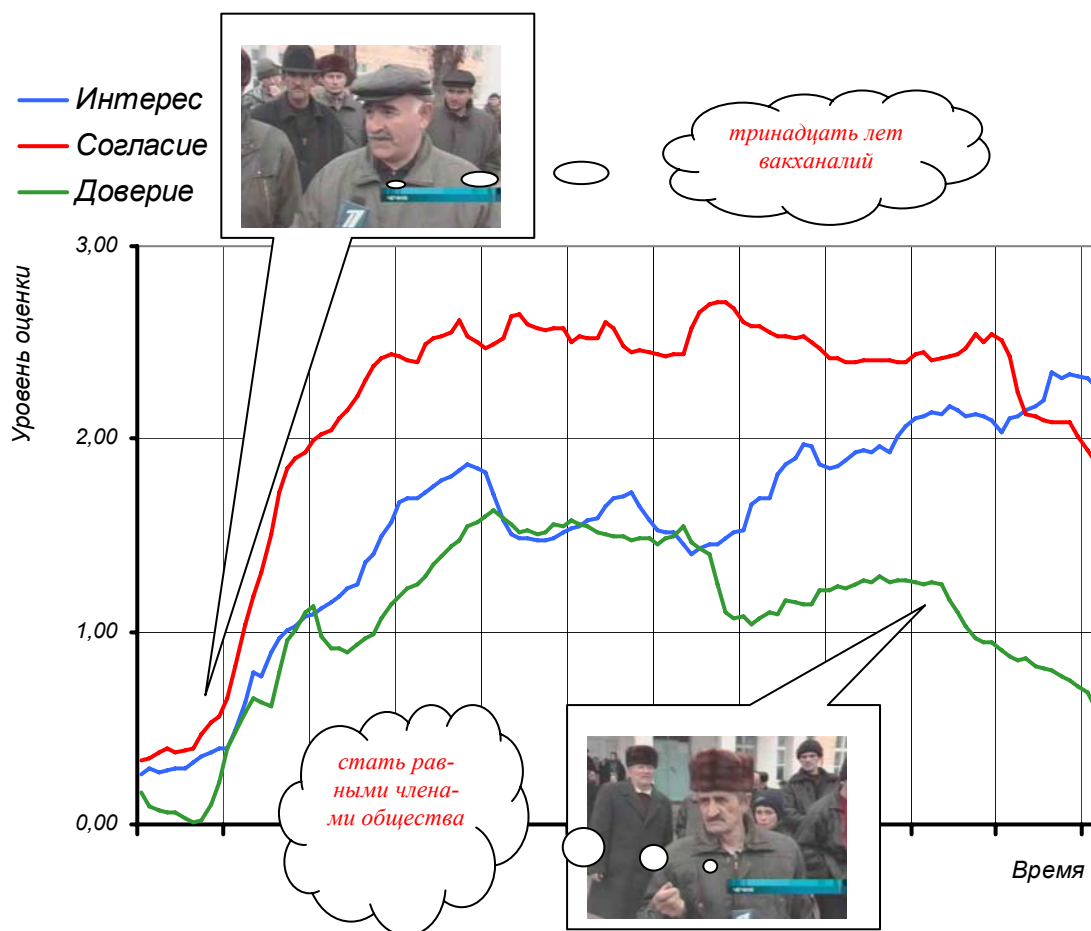 Интерес
Согласие
Доверие
тринадцать лет
вакханалий
3,00
2,00
1,00
0,00
Уровень оценки
стать рав-
ными члена-
ми общества
Время